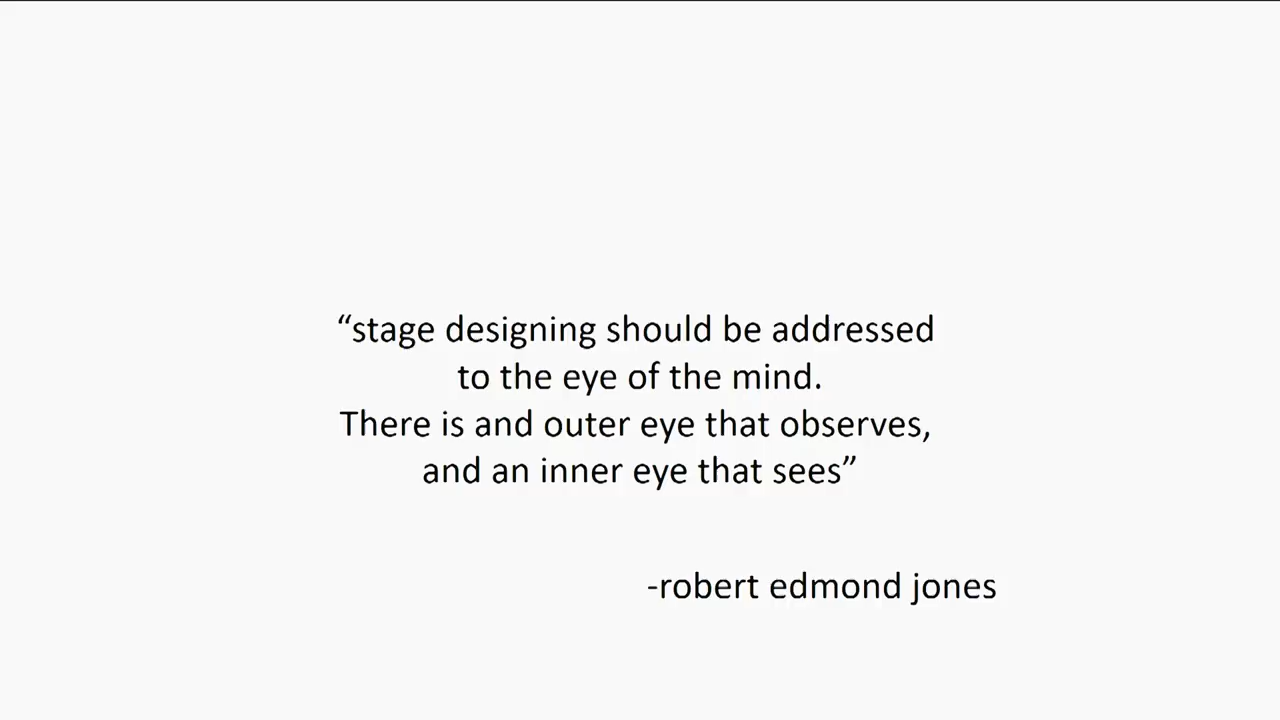 “stage designing should be addressed
to the eye of the mind.
There is and outer eye that observes,
and an inner eye that sees”
-robert edmond jones